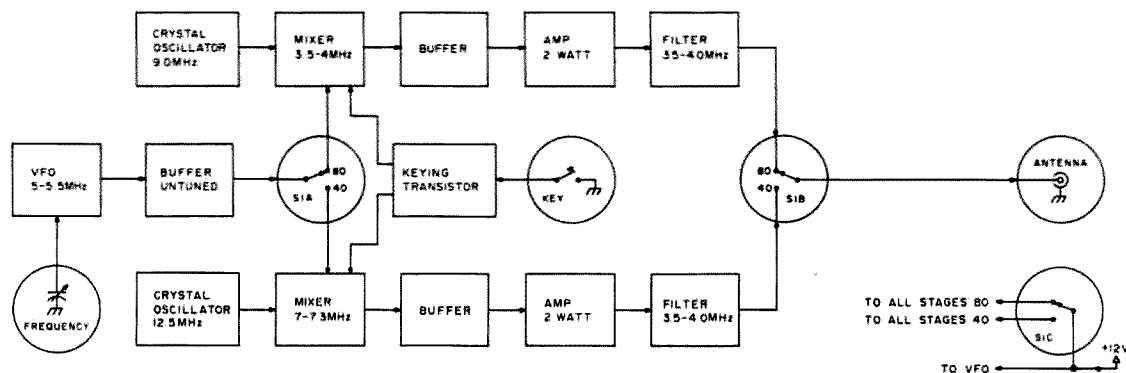 CRYSTAL
OSCILLATOR
9.0MHz
MIXER
3.5-4MHz
BUFFER
AMP
2 WATT
FILTER
3.5-4.0MHz
VFO
5-5.5MHz
BUFFER
UNTUNED
80
40
S1A
KEYING
TRANSISTOR
KEY
80
40
S1B
ANTENNA
FREQUENCY
CRYSTAL
OSCILLATOR
12.5MHz
MIXER
7-7.3MHz
BUFFER
AMP
2 WATT
FILTER
3.5-4.0MHz
TO ALL STAGES 80
TO ALL STAGES 40
S1C
+12V
TO VFO